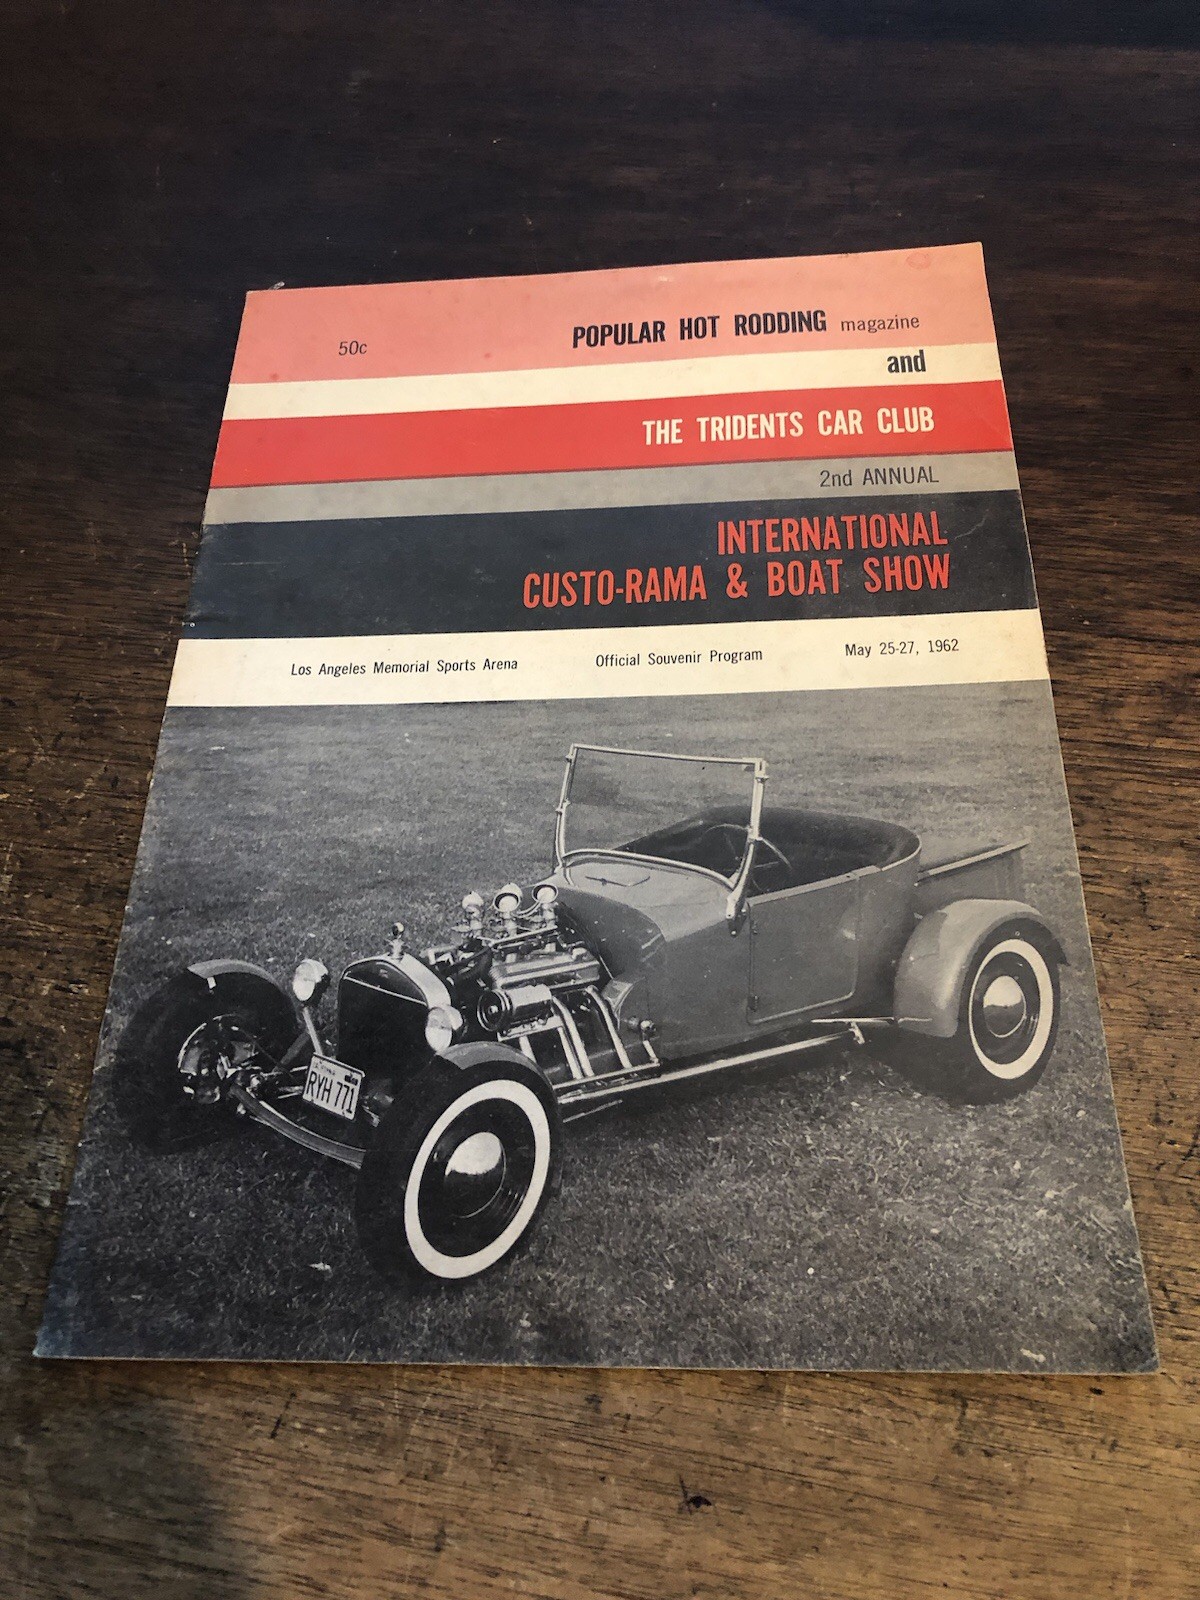 50c
POPULAR HOT RODDING magazine
and
THE TRIDENTS CAR CLUB
2nd ANNUAL
INTERNATIONAL
CUSTO-RAMA & BOAT SHOW
Los Angeles Memorial Sports Arena Official Souvenir Program May 25-27, 1962
RYH 771